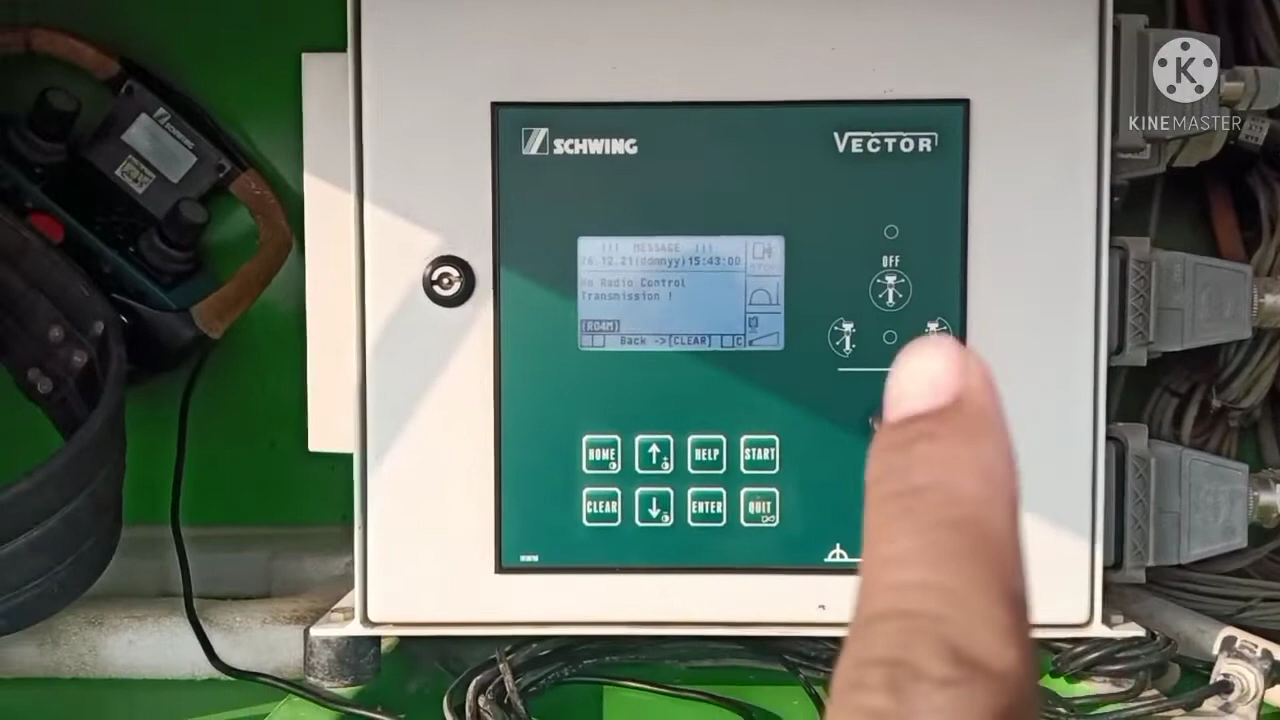 SCHWING
VECTOR
KINEMASTER
SCHWING
!!! MESSAGE !!!
26.12.21(ddmmyy)15:43:00
No Radio Control
Transmission !
(R04M)
Back ->[CLEAR]
OFF
HOME
HELP
START
CLEAR
ENTER
QUIT